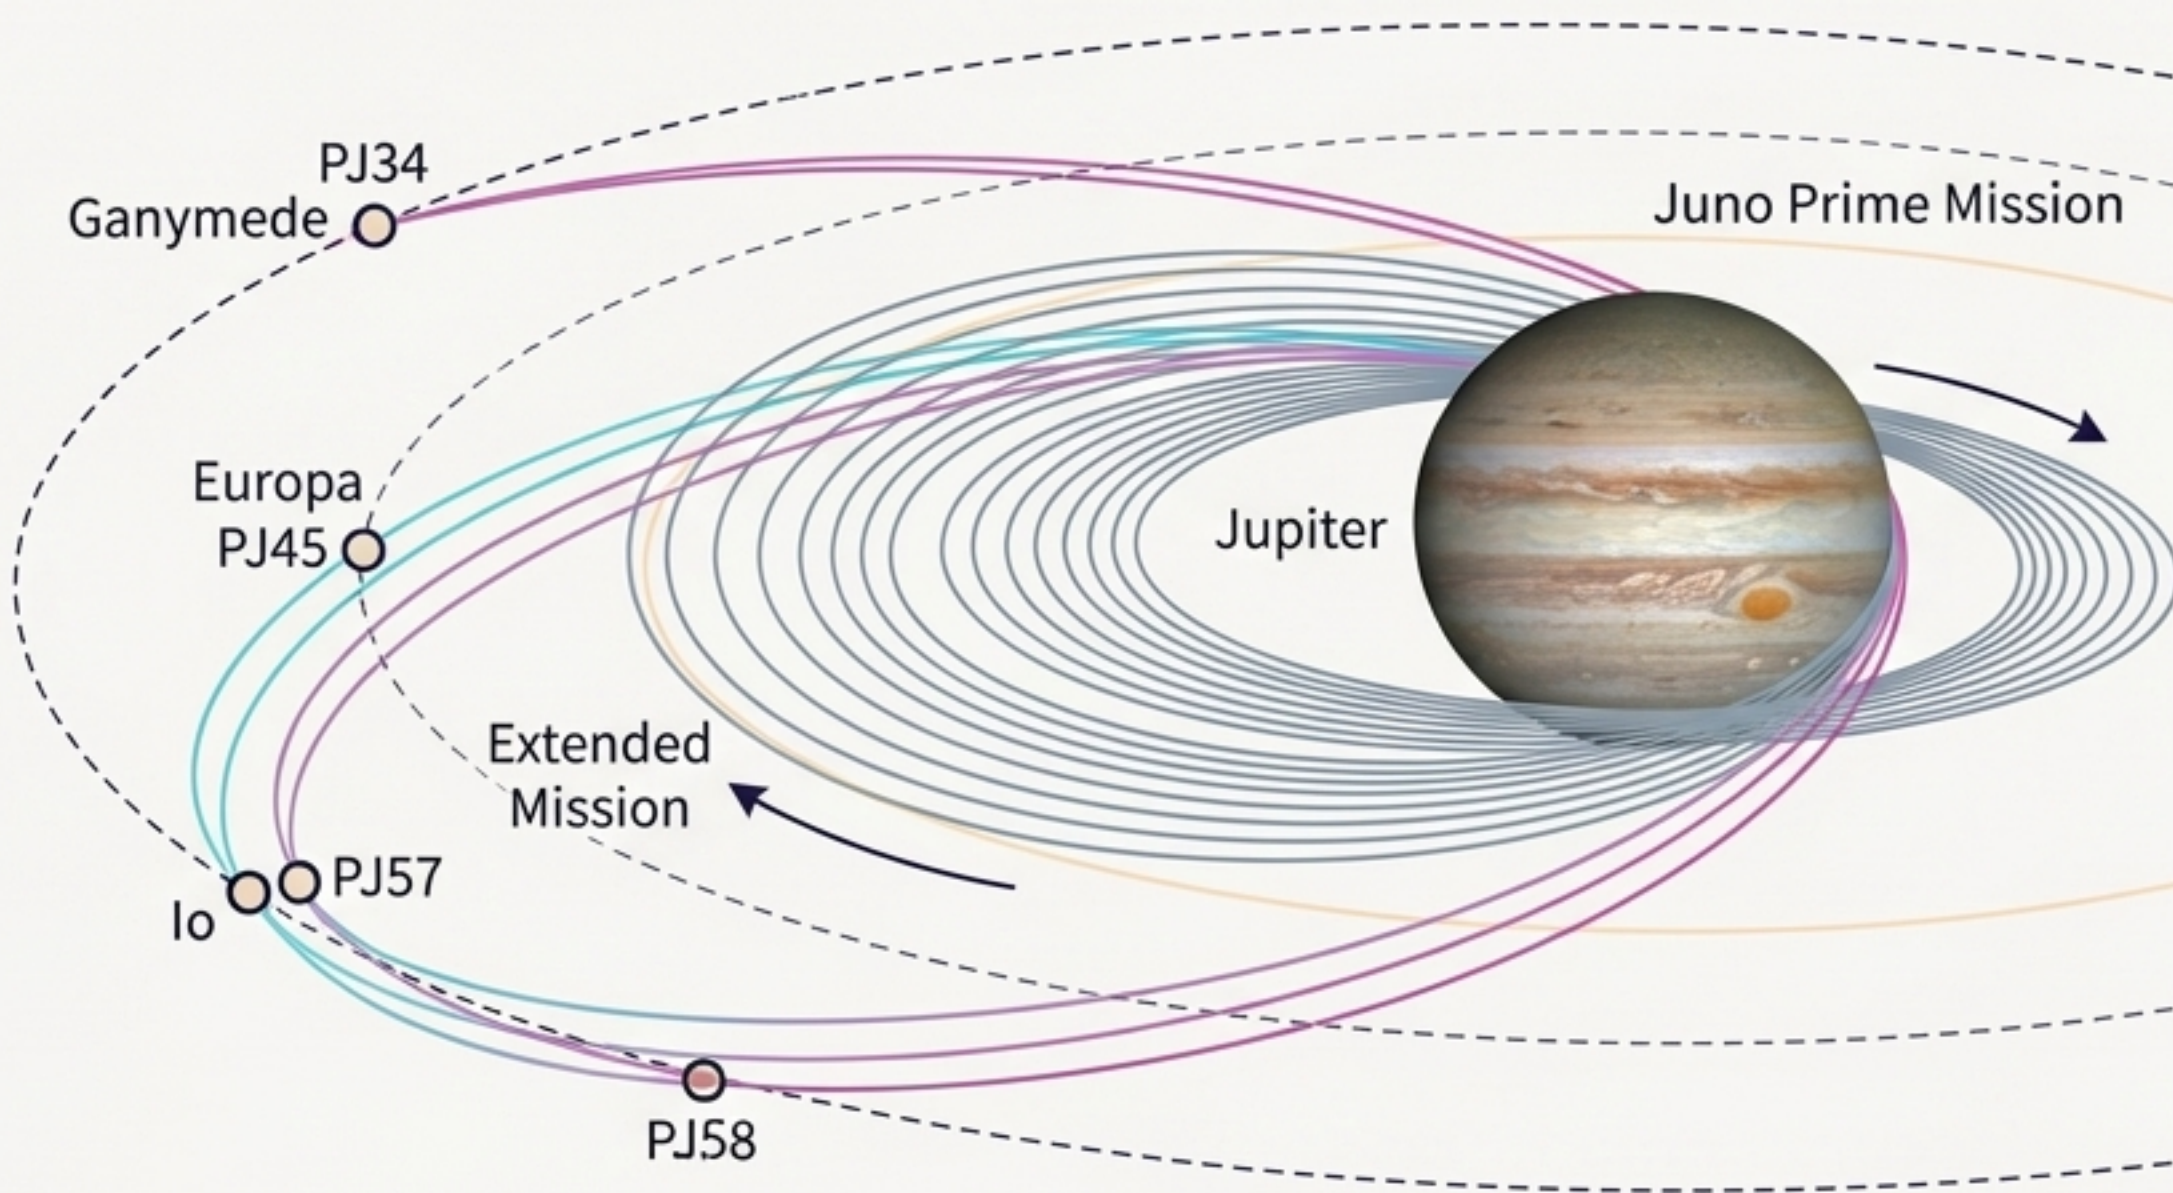 PJ34
Ganymede
Juno Prime Mission
Europa
PJ45
Jupiter
Extended
Mission
PJ57
Io
PJ58